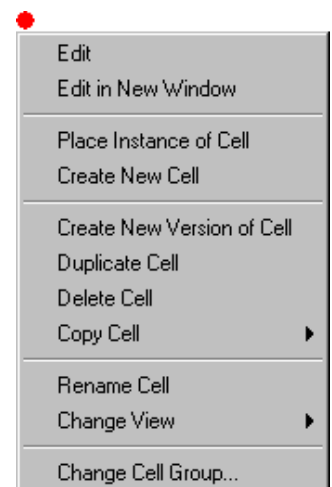 Edit
Edit in New Window
Place Instance of Cell
Create New Cell
Create New Version of Cell
Duplicate Cell
Delete Cell
Copy Cell
Rename Cell
Change View
Change Cell Group...